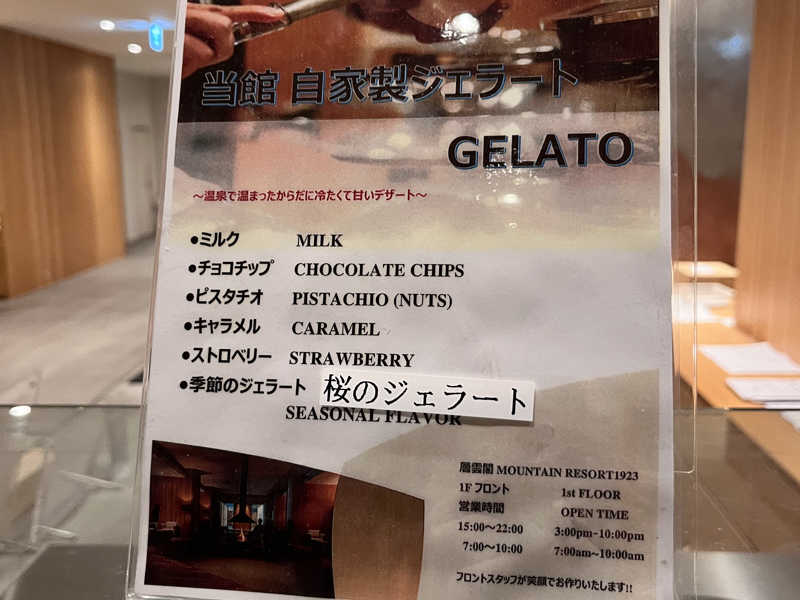 当館 自家製ジェラート
GELATO
～温泉で温まったからだに冷たくて甘いデザート～
●ミルク MILK
●チョコチップ CHOCOLATE CHIPS
●ピスタチオ PISTACHIO (NUTS)
●キャラメル CARAMEL
●ストロベリー STRAWBERRY
●季節のジェラート 桜のジェラート
SEASONAL FLAVOR
層雲閣 MOUNTAIN RESORT1923
1Fフロント 1st FLOOR
営業時間 OPEN TIME
15:00～22:00 3:00pm~10:00pm
7:00～10:00 7:00am~10:00am
フロントスタッフが笑顔でお作りいたします!!